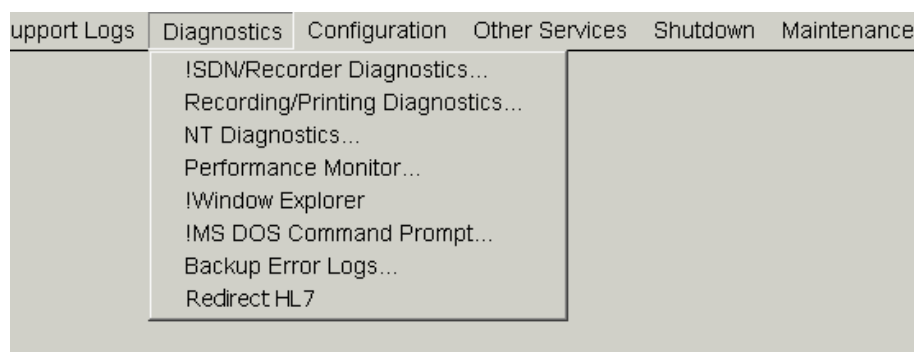 upport Logs Diagnostics Configuration Other Services Shutdown Maintenance
!SDN/Recorder Diagnostics...
Recording/Printing Diagnostics...
NT Diagnostics...
Performance Monitor...
!Window Explorer
!MS DOS Command Prompt...
Backup Error Logs...
Redirect HL7